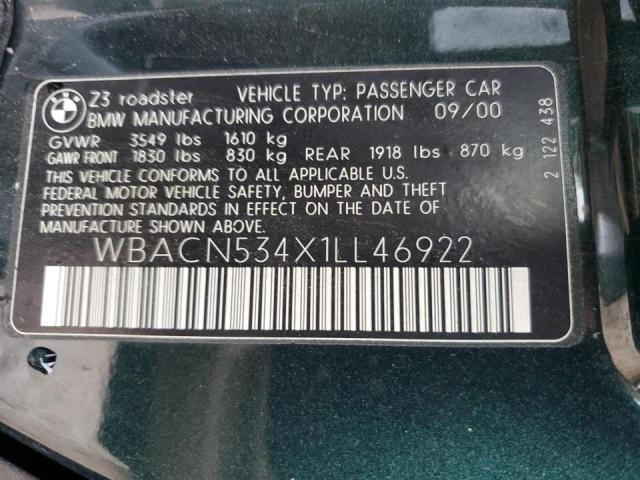 BMW
Z3 roadster VEHICLE TYP: PASSENGER CAR
BMW MANUFACTURING CORPORATION 09/00
GVWR 3549 lbs 1610 kg
GAWR FRONT 1830 lbs 830 kg REAR 1918 lbs 870 kg
THIS VEHICLE CONFORMS TO ALL APPLICABLE U.S.
FEDERAL MOTOR VEHICLE SAFETY, BUMPER AND THEFT
PREVENTION STANDARDS IN EFFECT ON THE DATE OF
MANUFACTURE SHOWN ABOVE.
WBACN534X1LL46922
2 122 438